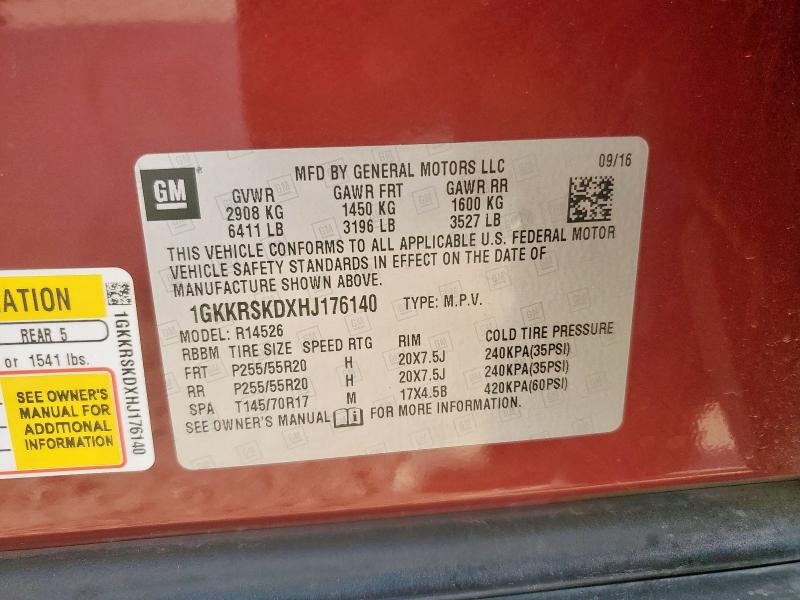 MFD BY GENERAL MOTORS LLC
09/16
GM
GVWR GAWR FRT GAWR RR
2908 KG 1450 KG 1600 KG
6411 LB 3196 LB 3527 LB
THIS VEHICLE CONFORMS TO ALL APPLICABLE U.S. FEDERAL MOTOR
VEHICLE SAFETY STANDARDS IN EFFECT ON THE DATE OF
MANUFACTURE SHOWN ABOVE.
1GKKRSKDXHJ176140 TYPE: M.P.V.
MODEL: R14526
RBBM TIRE SIZE SPEED RTG RIM COLD TIRE PRESSURE
FRT P255/55R20 H 20X7.5J 240KPA(35PSI)
RR P255/55R20 H 20X7.5J 240KPA(35PSI)
SPA T145/70R17 M 17X4.5B 420KPA(60PSI)
SEE OWNER'S MANUAL FOR MORE INFORMATION.
REAR 5
or 1541 lbs.
SEE OWNER'S
MANUAL FOR
ADDITIONAL
INFORMATION
1GKKRSKDXHJ176140